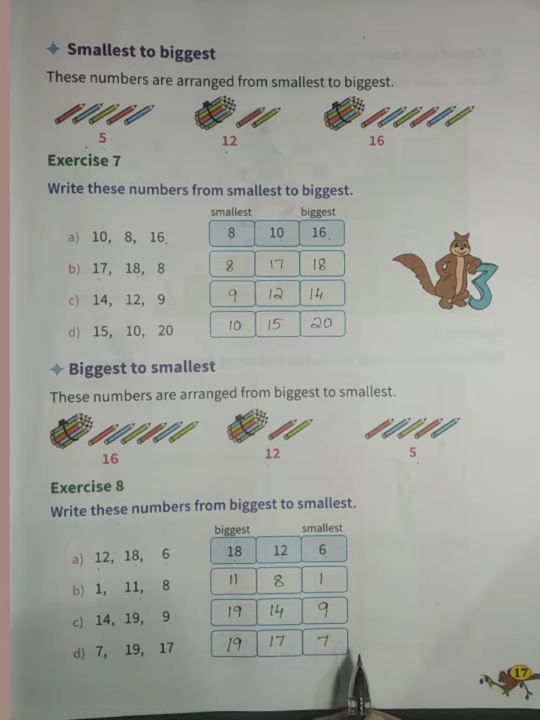 Smallest to biggest
These numbers are arranged from smallest to biggest.
5 12 16
Exercise 7
Write these numbers from smallest to biggest.
smallest biggest
a) 10, 8, 16. 8 10 16.
b) 17, 18, 8 8 17 18
c) 14, 12, 9 9 12 14
d) 15, 10, 20 10 15 20
3
Biggest to smallest
These numbers are arranged from biggest to smallest.
16 12 5
Exercise 8
Write these numbers from biggest to smallest.
biggest smallest
a) 12, 18, 6 18 12 6
b) 1, 11, 8 11 8 1
c) 14, 19, 9 19 14 9
d) 7, 19, 17 19 17 7
17